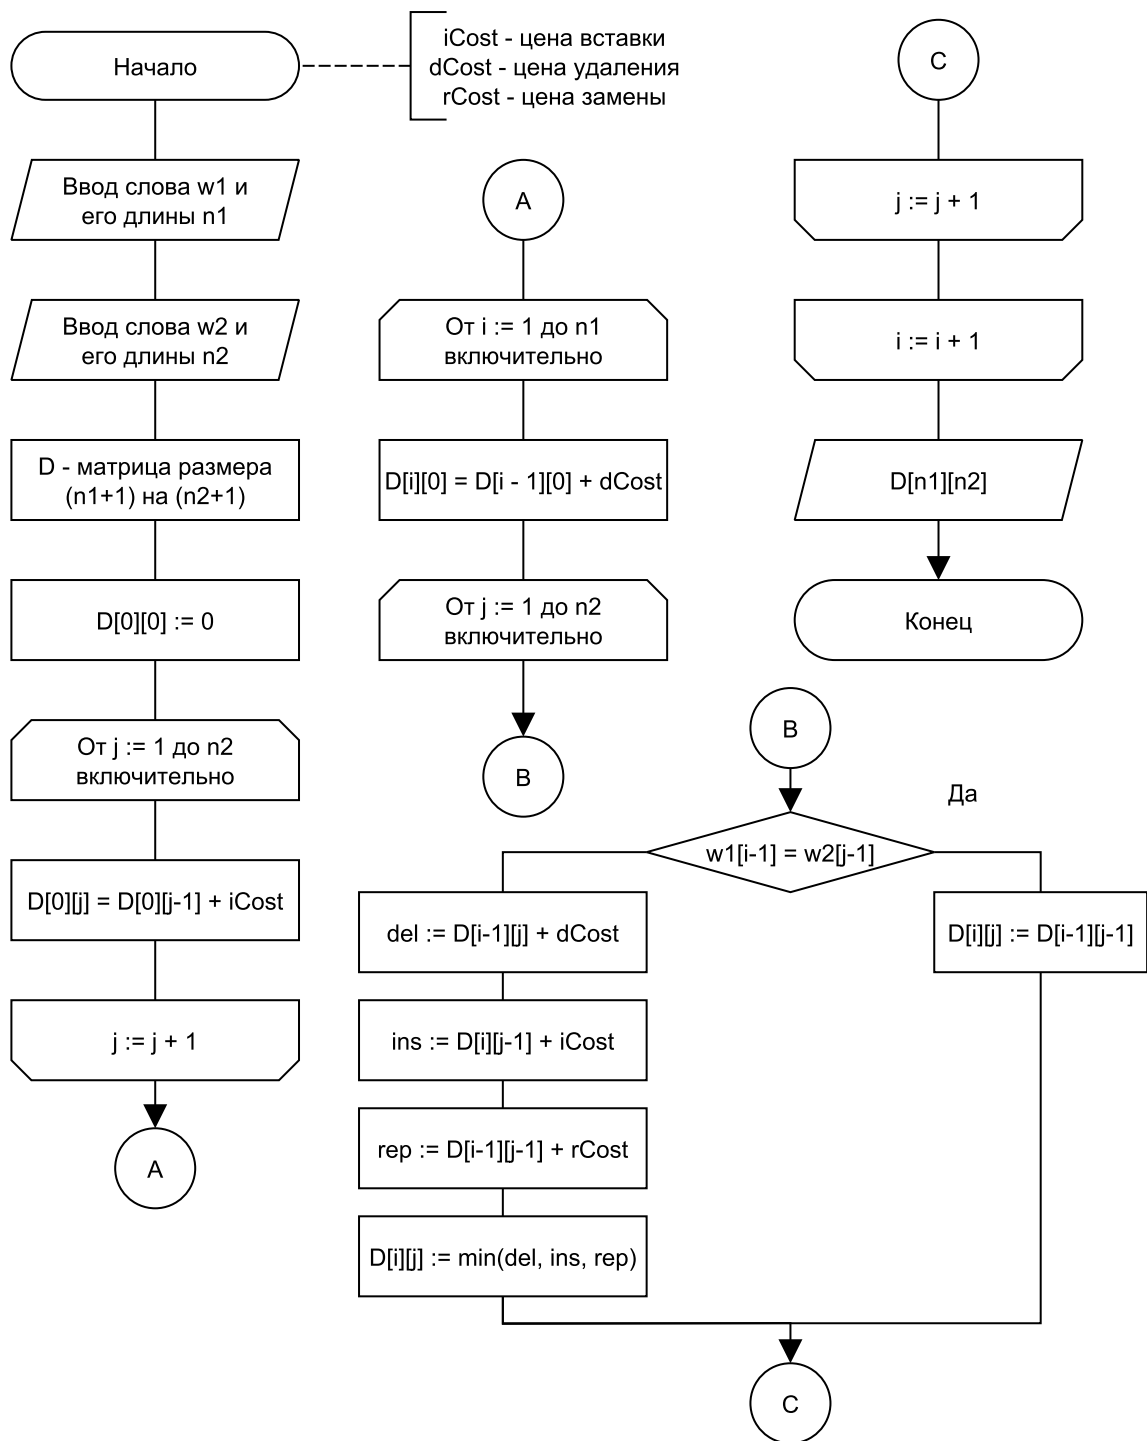 Начало
iCost - цена вставки
dCost - цена удаления
rCost - цена замены
Ввод слова w1 и
его длины n1
Ввод слова w2 и
его длины n2
D - матрица размера
(n1+1) на (n2+1)
D[0][0] := 0
От j := 1 до n2
включительно
D[0][j] = D[0][j-1] + iCost
j := j + 1
A
A
От i := 1 до n1
включительно
D[i][0] = D[i - 1][0] + dCost
От j := 1 до n2
включительно
B
B
Да
w1[i-1] = w2[j-1]
del := D[i-1][j] + dCost
ins := D[i][j-1] + iCost
rep := D[i-1][j-1] + rCost
D[i][j] := min(del, ins, rep)
D[i][j] := D[i-1][j-1]
C
C
j := j + 1
i := i + 1
D[n1][n2]
Конец